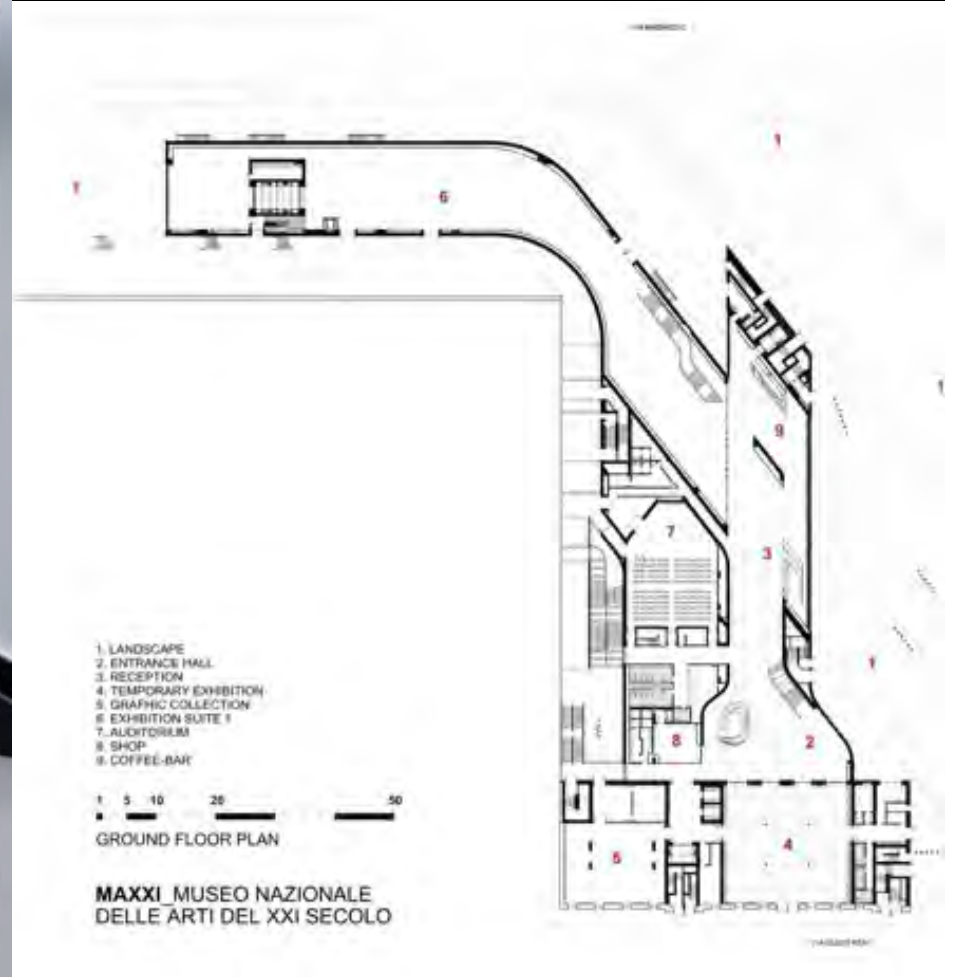 1
1
6
1
9
7
3
1
8
2
5
4
1. LANDSCAPE
2. ENTRANCE HALL
3. RECEPTION
4. TEMPORARY EXHIBITION
5. GRAPHIC COLLECTION
6. EXHIBITION SUITE 1
7. AUDITORIUM
8. SHOP
9. COFFEE-BAR
1 5 10 20 50
GROUND FLOOR PLAN
MAXXI_MUSEO NAZIONALE
DELLE ARTI DEL XXI SECOLO